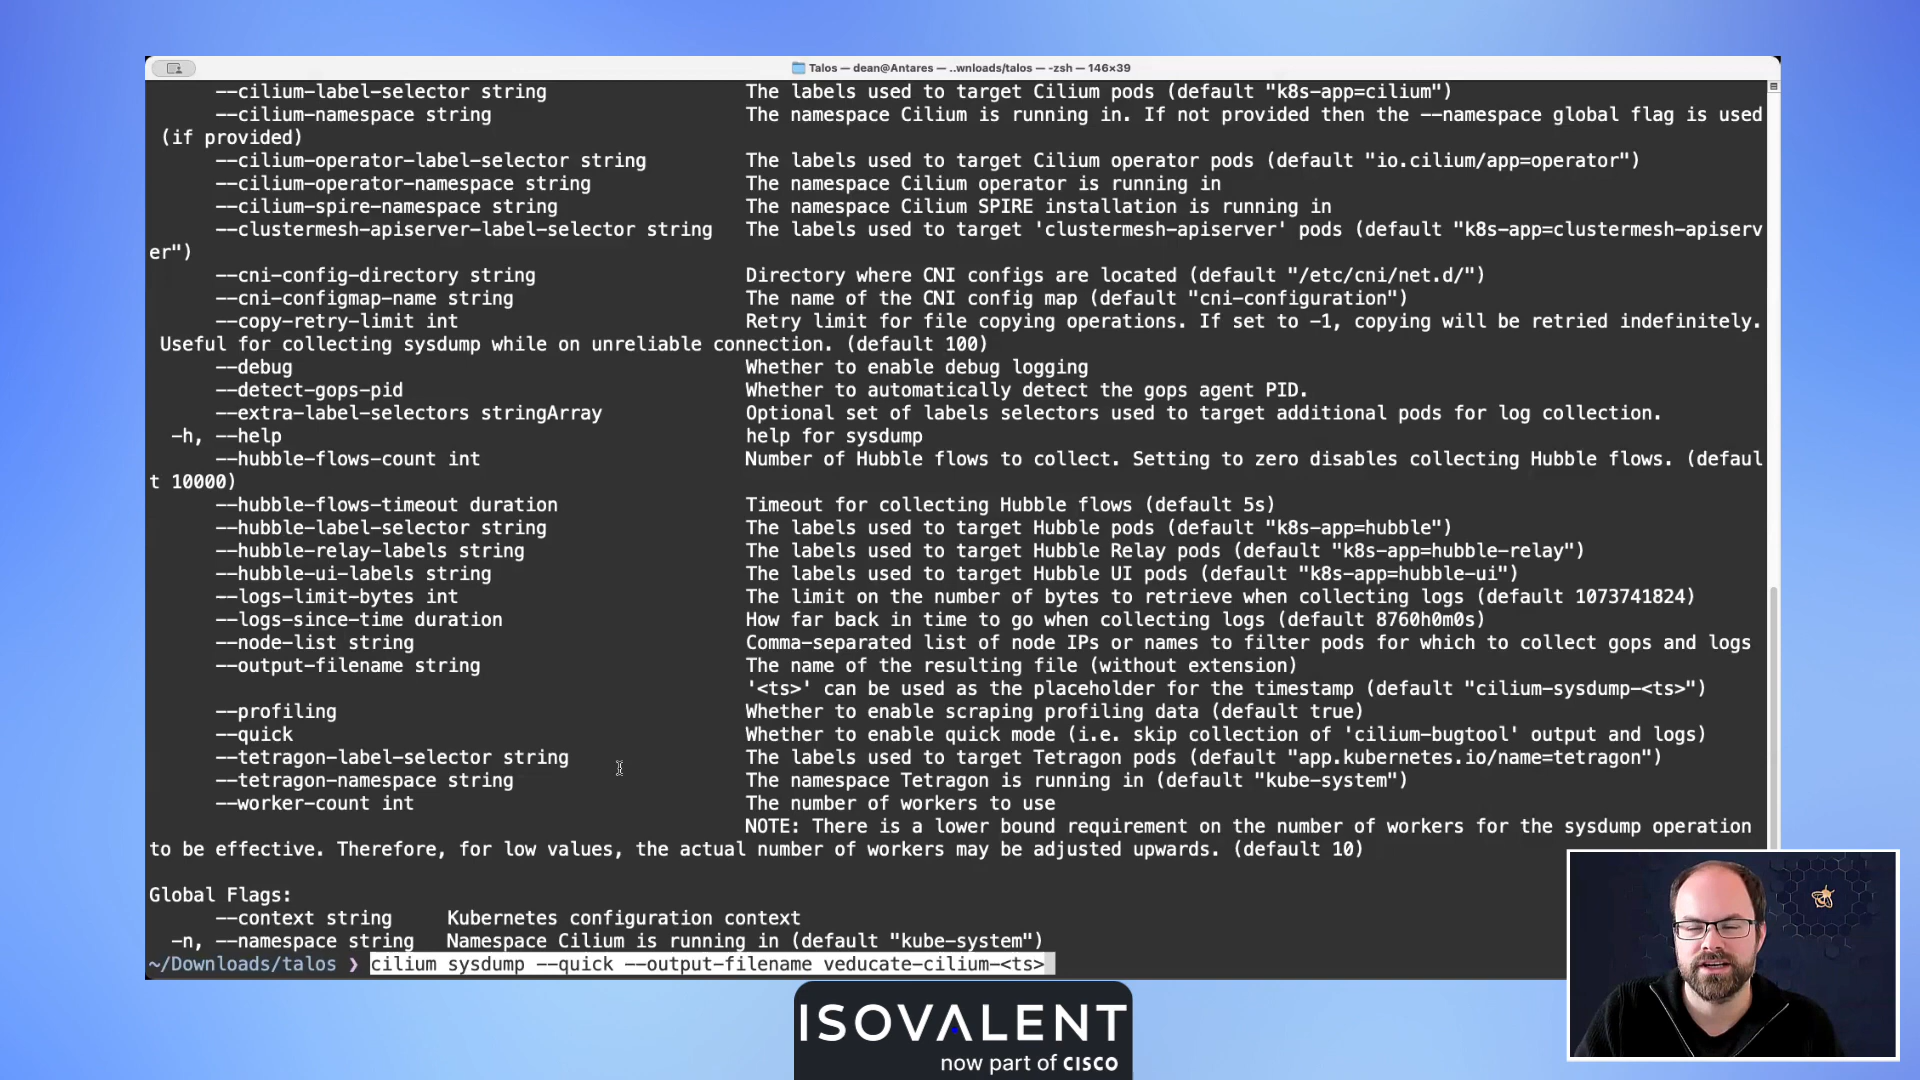 Talos — dean@Antares — ..wnloads/talos — -zsh — 146×39
--cilium-label-selector string The labels used to target Cilium pods (default "k8s-app=cilium")
--cilium-namespace string The namespace Cilium is running in. If not provided then the --namespace global flag is used
(if provided)
--cilium-operator-label-selector string The labels used to target Cilium operator pods (default "io.cilium/app=operator")
--cilium-operator-namespace string The namespace Cilium operator is running in
--cilium-spire-namespace string The namespace Cilium SPIRE installation is running in
--clustermesh-apiserver-label-selector string The labels used to target 'clustermesh-apiserver' pods (default "k8s-app=clustermesh-apiserv
er")
--cni-config-directory string Directory where CNI configs are located (default "/etc/cni/net.d/")
--cni-configmap-name string The name of the CNI config map (default "cni-configuration")
--copy-retry-limit int Retry limit for file copying operations. If set to -1, copying will be retried indefinitely.
Useful for collecting sysdump while on unreliable connection. (default 100)
--debug Whether to enable debug logging
--detect-gops-pid Whether to automatically detect the gops agent PID.
--extra-label-selectors stringArray Optional set of labels selectors used to target additional pods for log collection.
-h, --help help for sysdump
--hubble-flows-count int Number of Hubble flows to collect. Setting to zero disables collecting Hubble flows. (defaul
t 10000)
--hubble-flows-timeout duration Timeout for collecting Hubble flows (default 5s)
--hubble-label-selector string The labels used to target Hubble pods (default "k8s-app=hubble")
--hubble-relay-labels string The labels used to target Hubble Relay pods (default "k8s-app=hubble-relay")
--hubble-ui-labels string The labels used to target Hubble UI pods (default "k8s-app=hubble-ui")
--logs-limit-bytes int The limit on the number of bytes to retrieve when collecting logs (default 1073741824)
--logs-since-time duration How far back in time to go when collecting logs (default 8760h0m0s)
--node-list string Comma-separated list of node IPs or names to filter pods for which to collect gops and logs
--output-filename string The name of the resulting file (without extension)
'<ts>' can be used as the placeholder for the timestamp (default "cilium-sysdump-<ts>")
--profiling Whether to enable scraping profiling data (default true)
--quick Whether to enable quick mode (i.e. skip collection of 'cilium-bugtool' output and logs)
--tetragon-label-selector string The labels used to target Tetragon pods (default "app.kubernetes.io/name=tetragon")
--tetragon-namespace string The namespace Tetragon is running in (default "kube-system")
--worker-count int The number of workers to use
NOTE: There is a lower bound requirement on the number of workers for the sysdump operation
to be effective. Therefore, for low values, the actual number of workers may be adjusted upwards. (default 10)
Global Flags:
--context string Kubernetes configuration context
-n, --namespace string Namespace Cilium is running in (default "kube-system")
~/Downloads/talos ❯ cilium sysdump --quick --output-filename veducate-cilium-<ts>
ISOVALENT
now part of CISCO